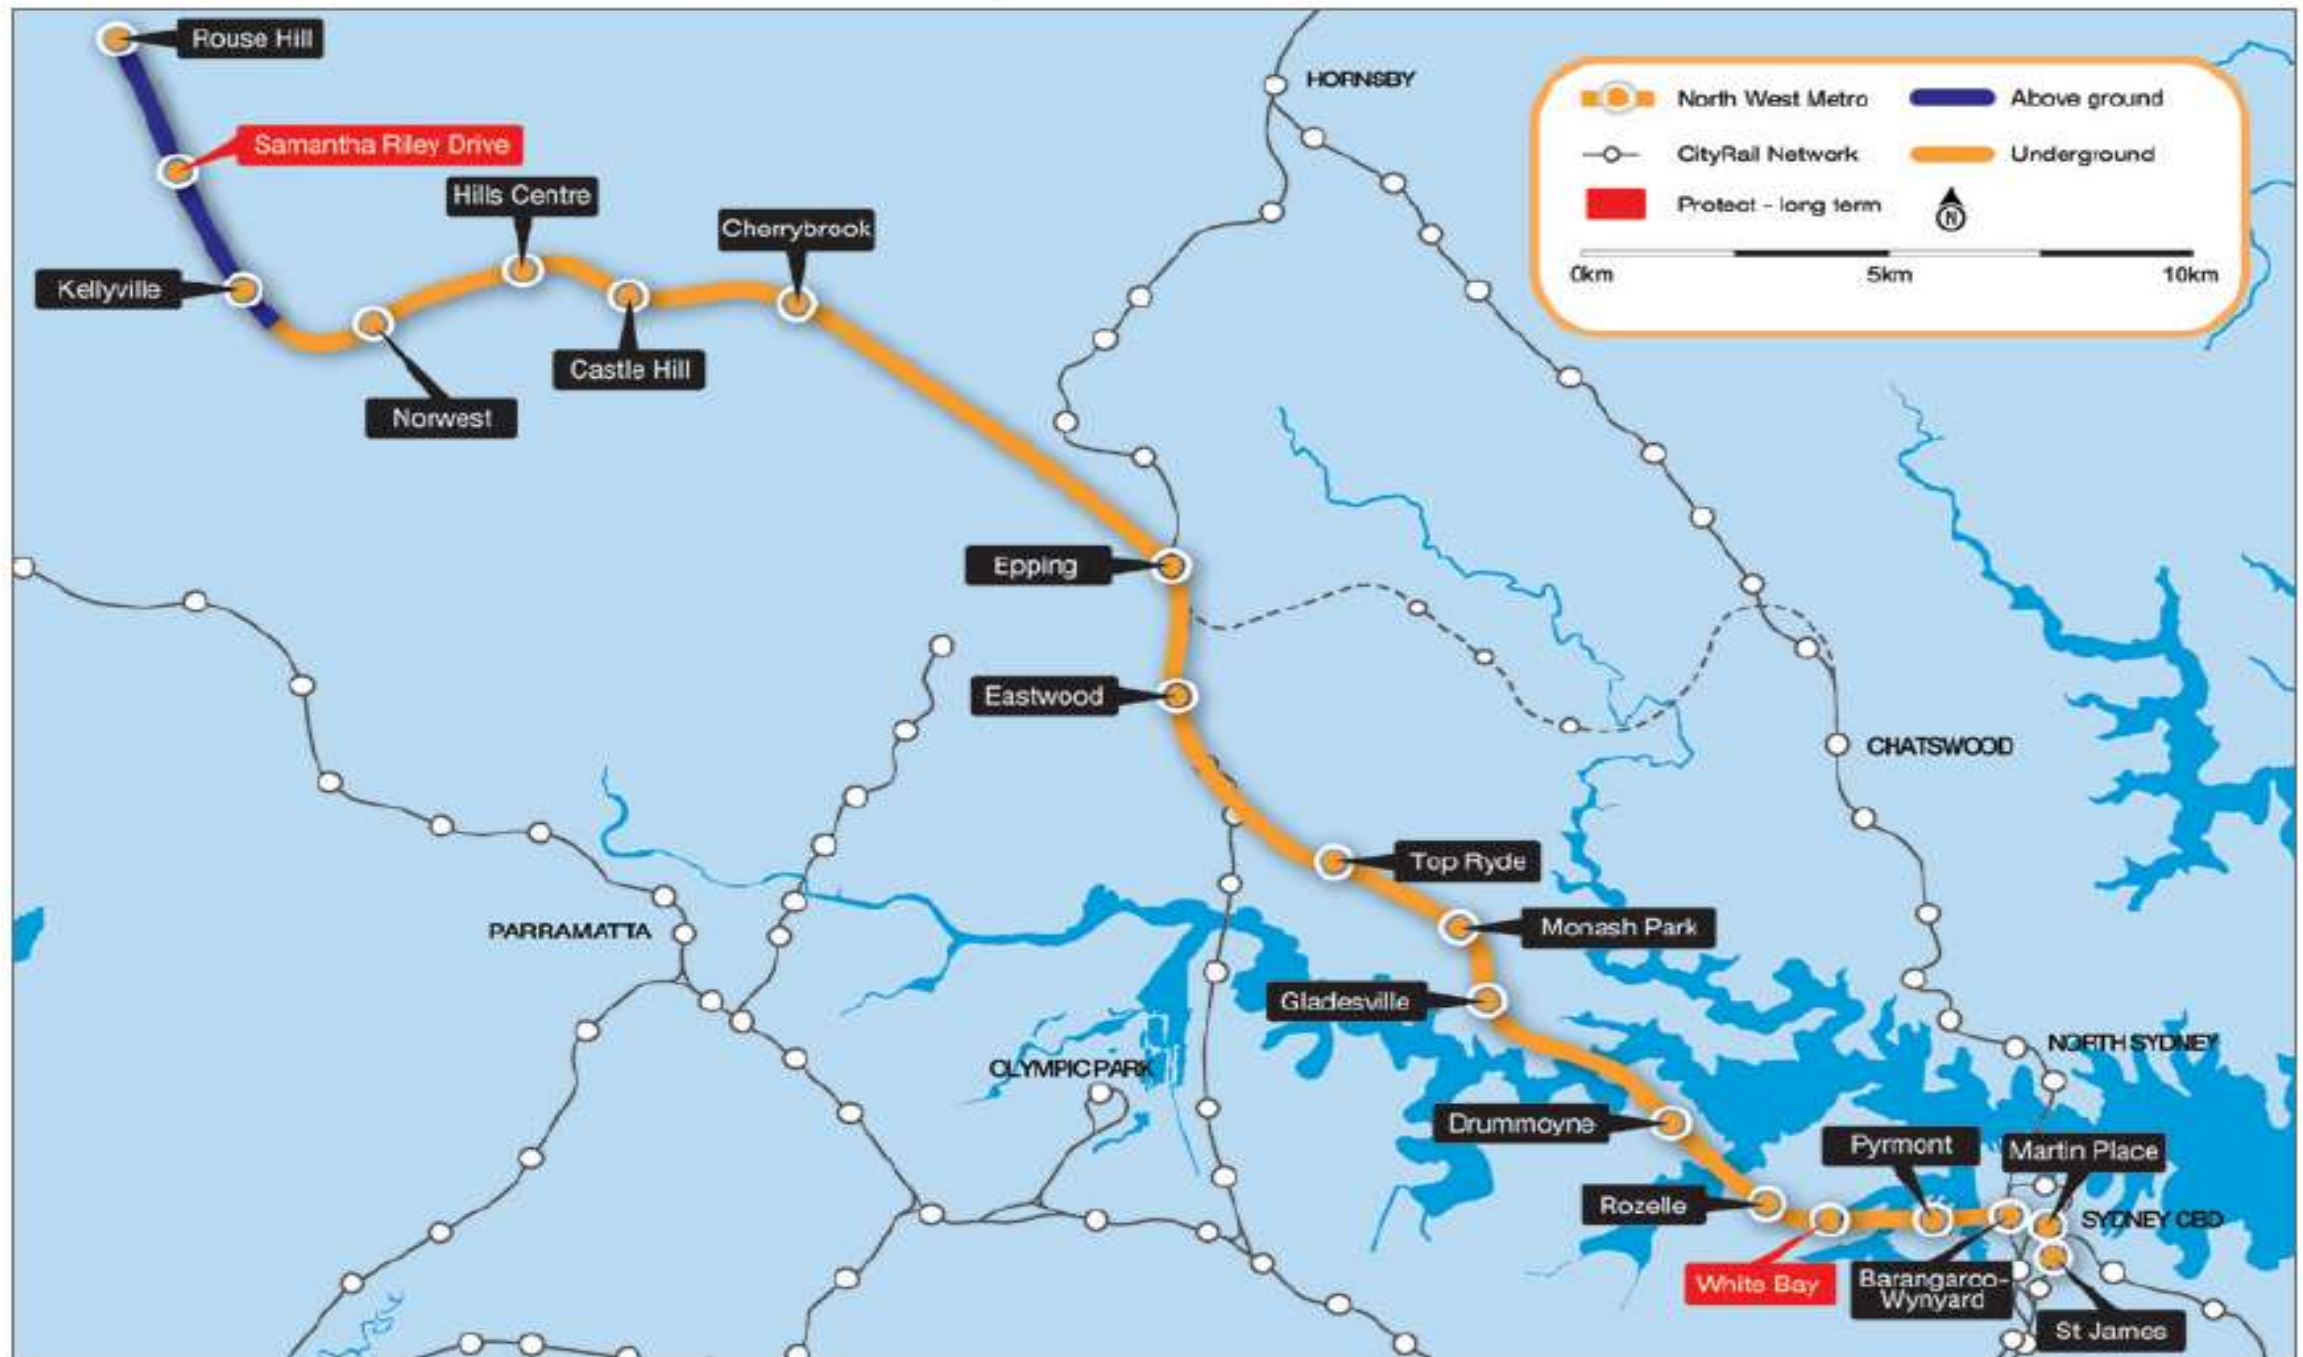 Rouse Hill
HORNSBY
North West Metro
Above ground
CityRail Network
Underground
Protect - long term
N
0km
5km
10km
Samantha Riley Drive
Hills Centre
Cherrybrook
Kellyville
Castle Hill
Norwest
Epping
Eastwood
CHATSWOOD
Top Ryde
Monash Park
PARRAMATTA
Gladesville
NORTH SYDNEY
OLYMPIC PARK
Drummoyne
Pyrmont
Martin Place
Rozelle
SYDNEY CBD
White Bay
Barangaroo-
Wynyard
St James